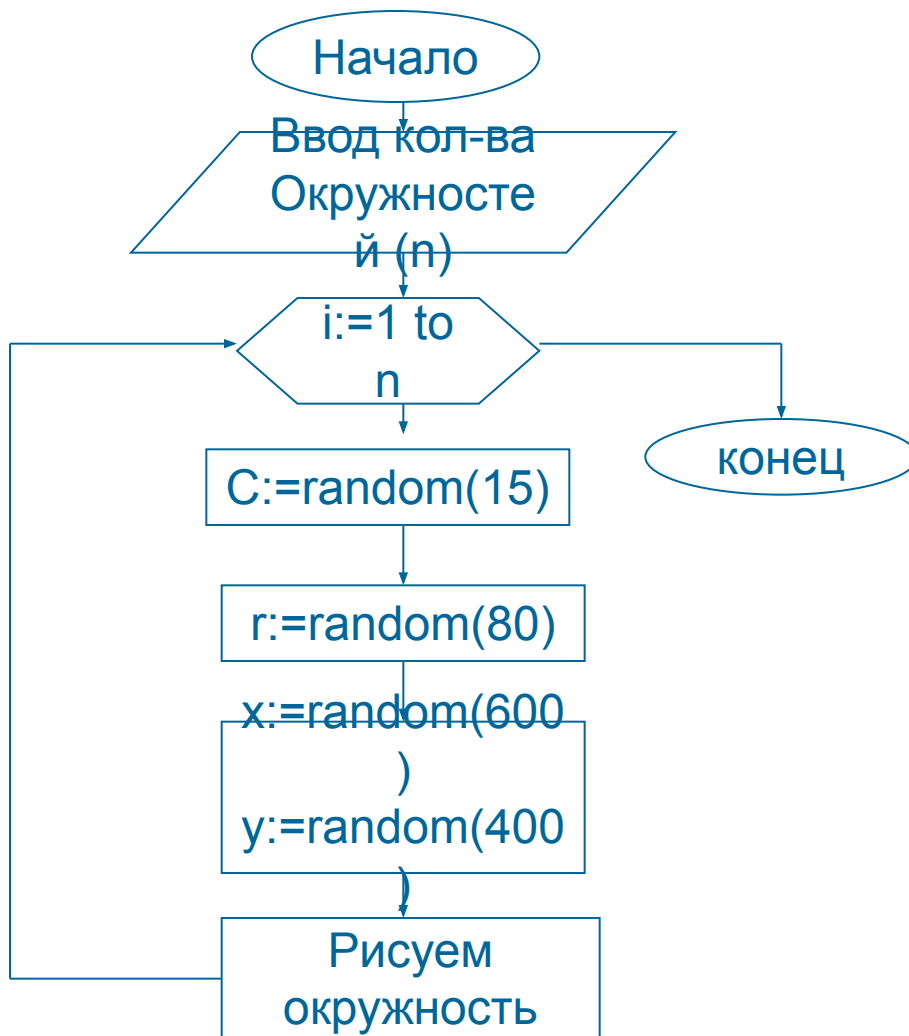 Начало
Ввод кол-ва
Окружносте
й (n)
i:=1 to
n
конец
C:=random(15)
r:=random(80)
x:=random(600
)
y:=random(400
)
Рисуем
окружность